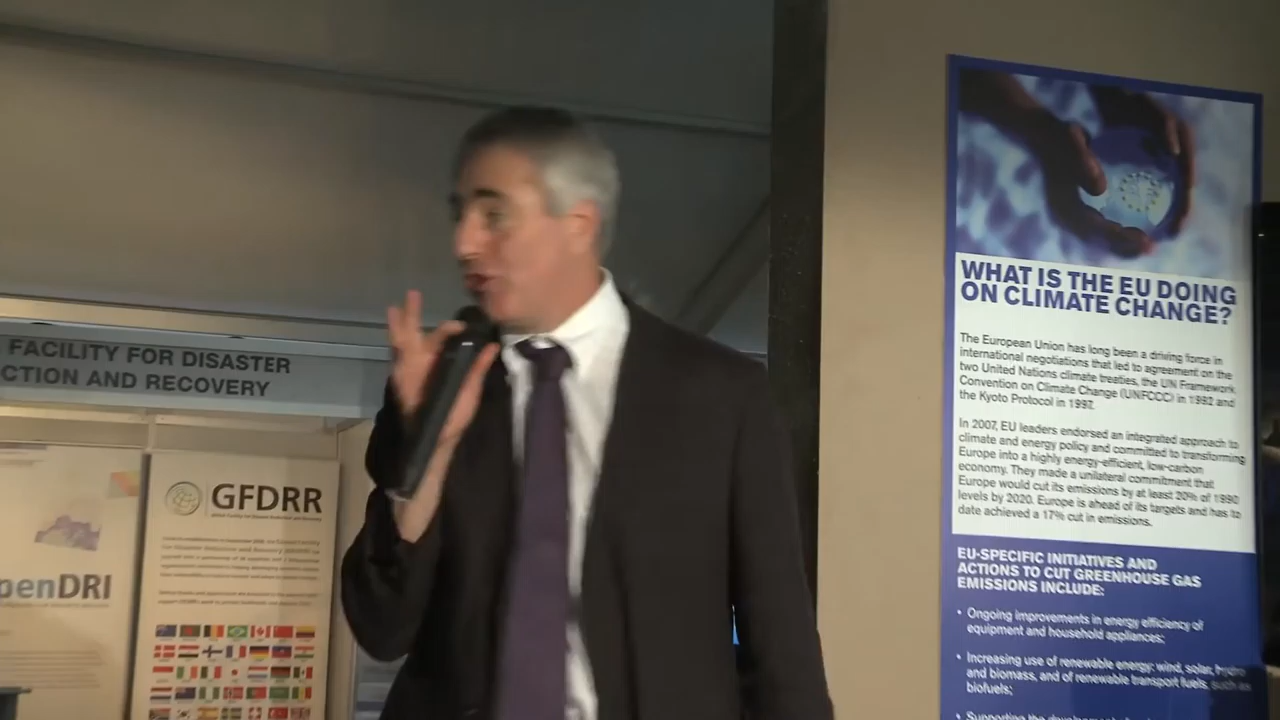 FACILITY FOR DISASTER
CTION AND RECOVERY
penDRI
GFDRR
WHAT IS THE EU DOING
ON CLIMATE CHANGE?
The European Union has long been a driving force in
international negotiations that led to agreement on the
two United Nations climate treaties, the UN Framework
Convention on Climate Change (UNFCCC) in 1992 and
the Kyoto Protocol in 1997.
In 2007, EU leaders endorsed an integrated approach to
climate and energy policy and committed to transforming
Europe into a highly energy-efficient, low-carbon
economy. They made a unilateral commitment that
Europe would cut its emissions by at least 20% of 1990
levels by 2020. Europe is ahead of its targets and has to
date achieved a 17% cut in emissions.
EU-SPECIFIC INITIATIVES AND
ACTIONS TO CUT GREENHOUSE GAS
EMISSIONS INCLUDE:
• Ongoing improvements in energy efficiency of
equipment and household appliances;
• Increasing use of renewable energy: wind, solar, hydro
and biomass, and of renewable transport fuels, such as
biofuels;
• Supporting the